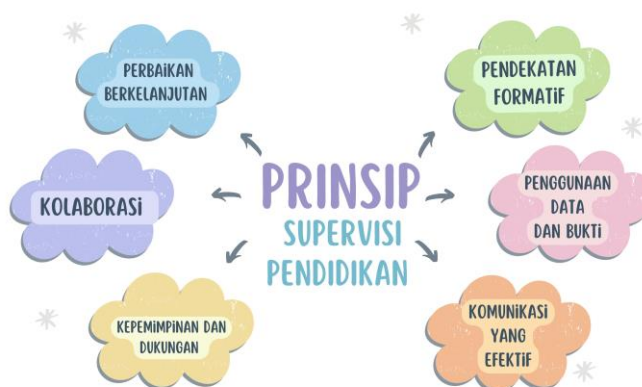 PERBAIKAN
BERKELANJUTAN
KOLABORASI
KEPEMIMPINAN DAN
DUKUNGAN
PRINSIP
SUPERVISI
PENDIDIKAN
PENDEKATAN
FORMATIF
PENGGUNAAN
DATA
DAN BUKTI
KOMUNIKASI
YANG
EFEKTIF